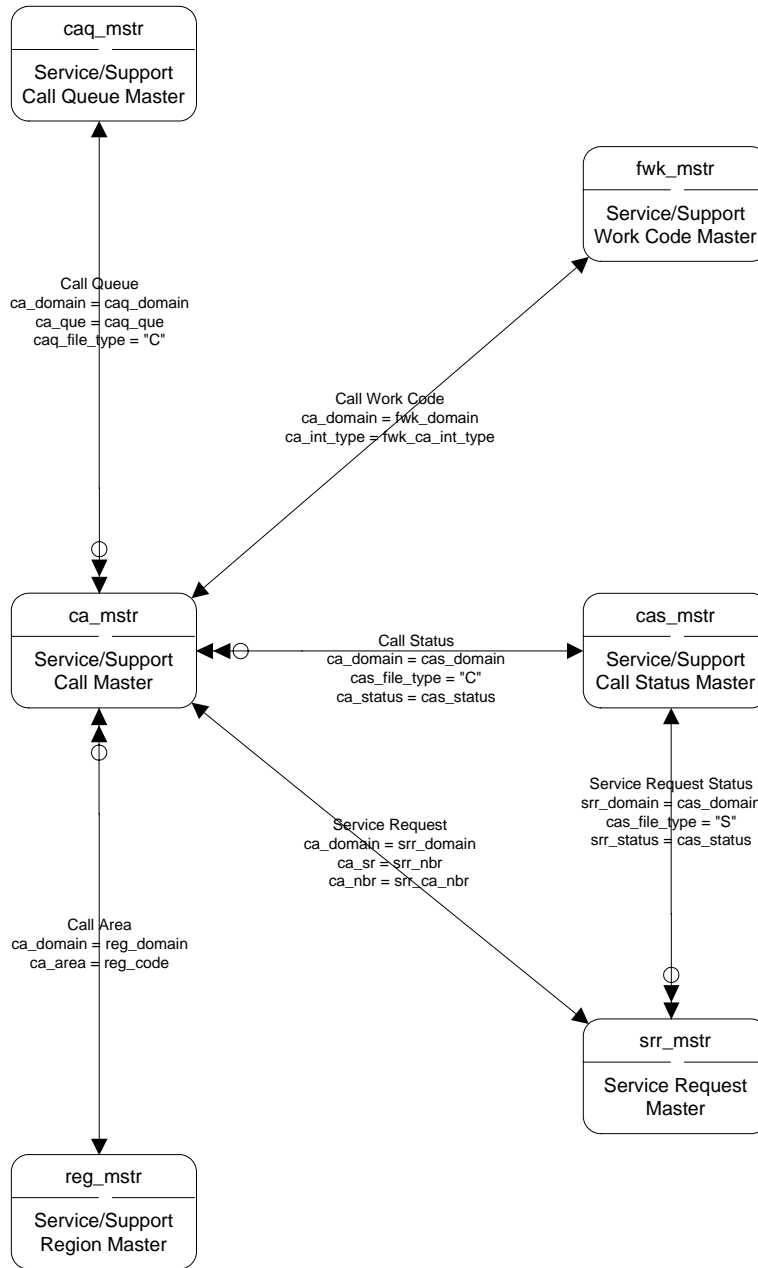 caq_mstr
Service/Support
Call Queue Master
fwk_mstr
Service/Support
Work Code Master
Call Queue
ca_domain = caq_domain
ca_que = caq_que
caq_file_type = "C"
Call Work Code
ca_domain = fwk_domain
ca_int_type = fwk_ca_int_type
ca_mstr
Service/Support
Call Master
Call Status
ca_domain = cas_domain
cas_file_type = "C"
ca_status = cas_status
cas_mstr
Service/Support
Call Status Master
Service Request Status
srr_domain = cas_domain
cas_file_type = "S"
srr_status = cas_status
Service Request
ca_domain = srr_domain
ca_sr = srr_nbr
ca_nbr = srr_ca_nbr
Call Area
ca_domain = reg_domain
ca_area = reg_code
srr_mstr
Service Request
Master
reg_mstr
Service/Support
Region Master